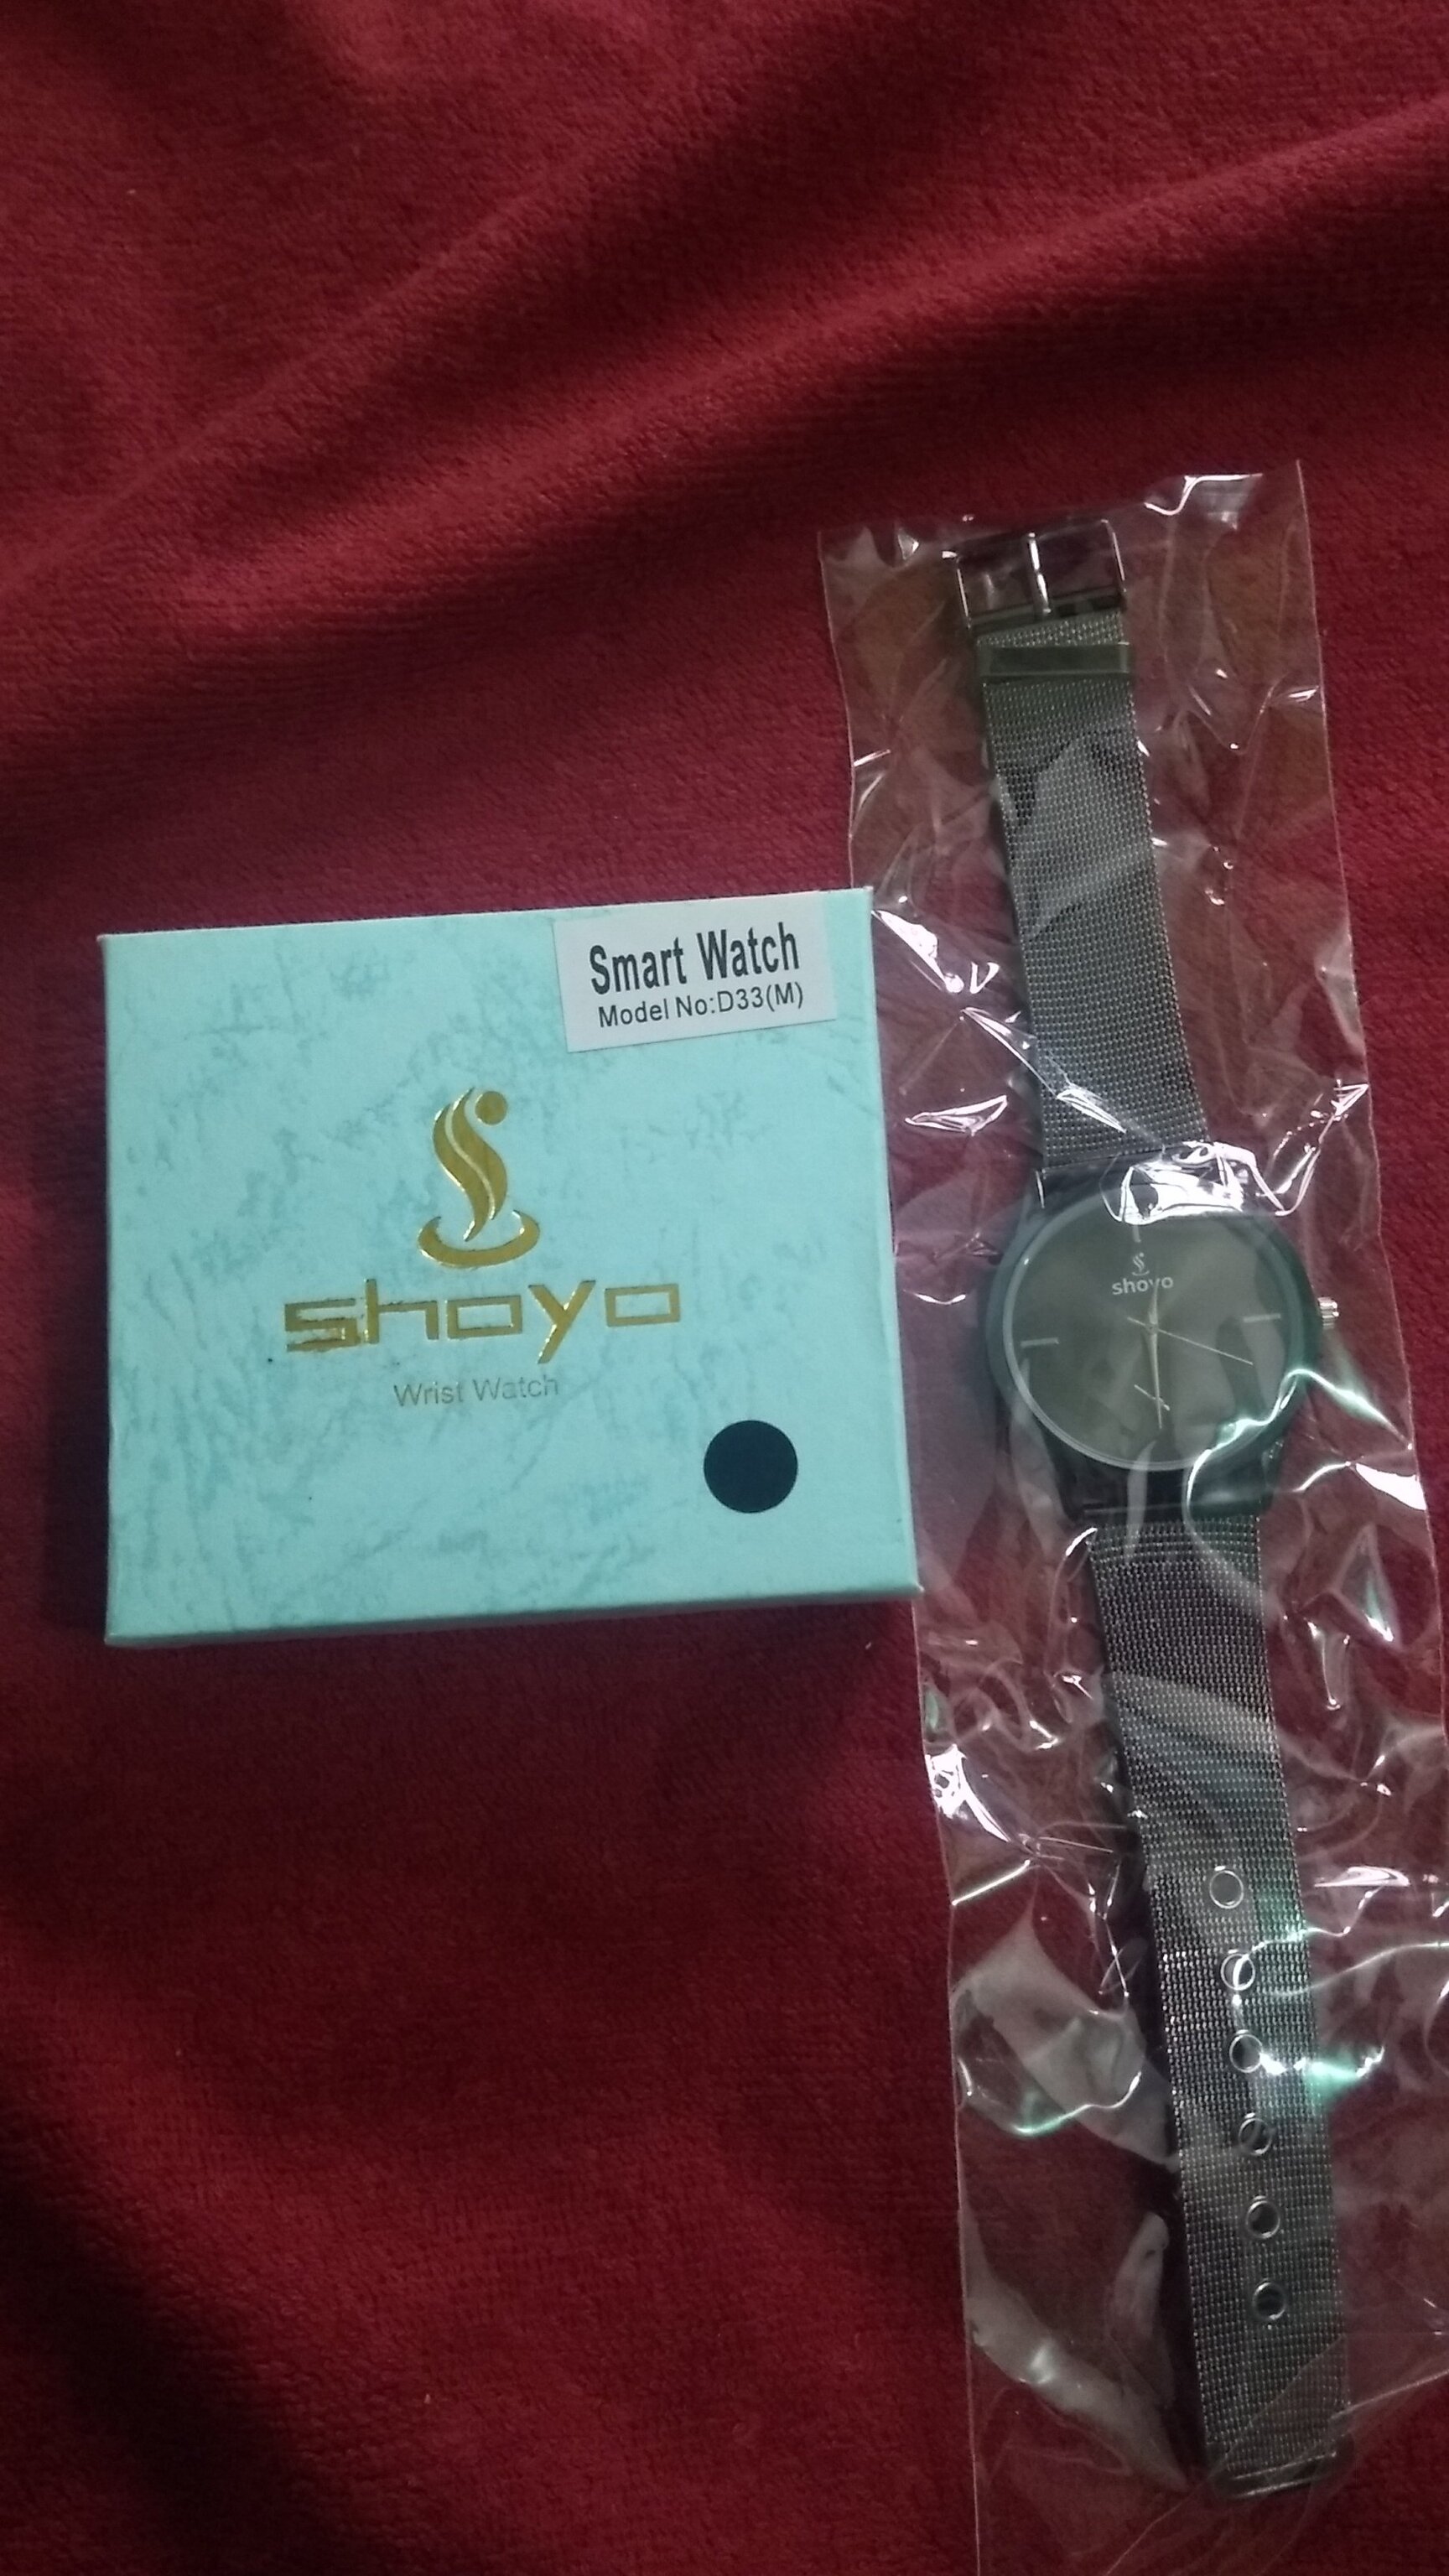 Smart Watch
Model No:D33(M)
shoyo
Wrist Watch
shoyo